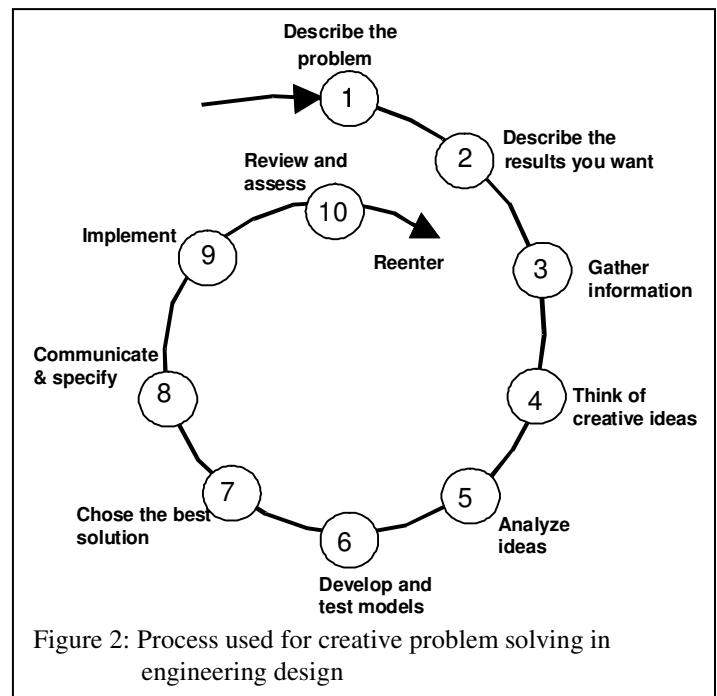 Describe the
problem
1
2
Describe the
results you want
3
Gather
information
4
Think of
creative ideas
5
Analyze
ideas
6
Develop and
test models
7
Chose the best
solution
8
Communicate
& specify
9
Implement
10
Review and
assess
Reenter
Figure 2: Process used for creative problem solving in
engineering design